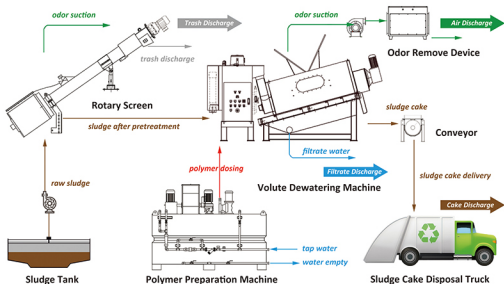 odor suction
Trash Discharge
trash discharge
odor suction
Air Discharge
Odor Remove Device
Rotary Screen
sludge after pretreatment
sludge cake
Conveyor
filtrate water
Filtrate Discharge
raw sludge
polymer dosing
Volute Dewatering Machine
sludge cake delivery
Cake Discharge
tap water
water empty
Sludge Tank
Polymer Preparation Machine
Sludge Cake Disposal Truck